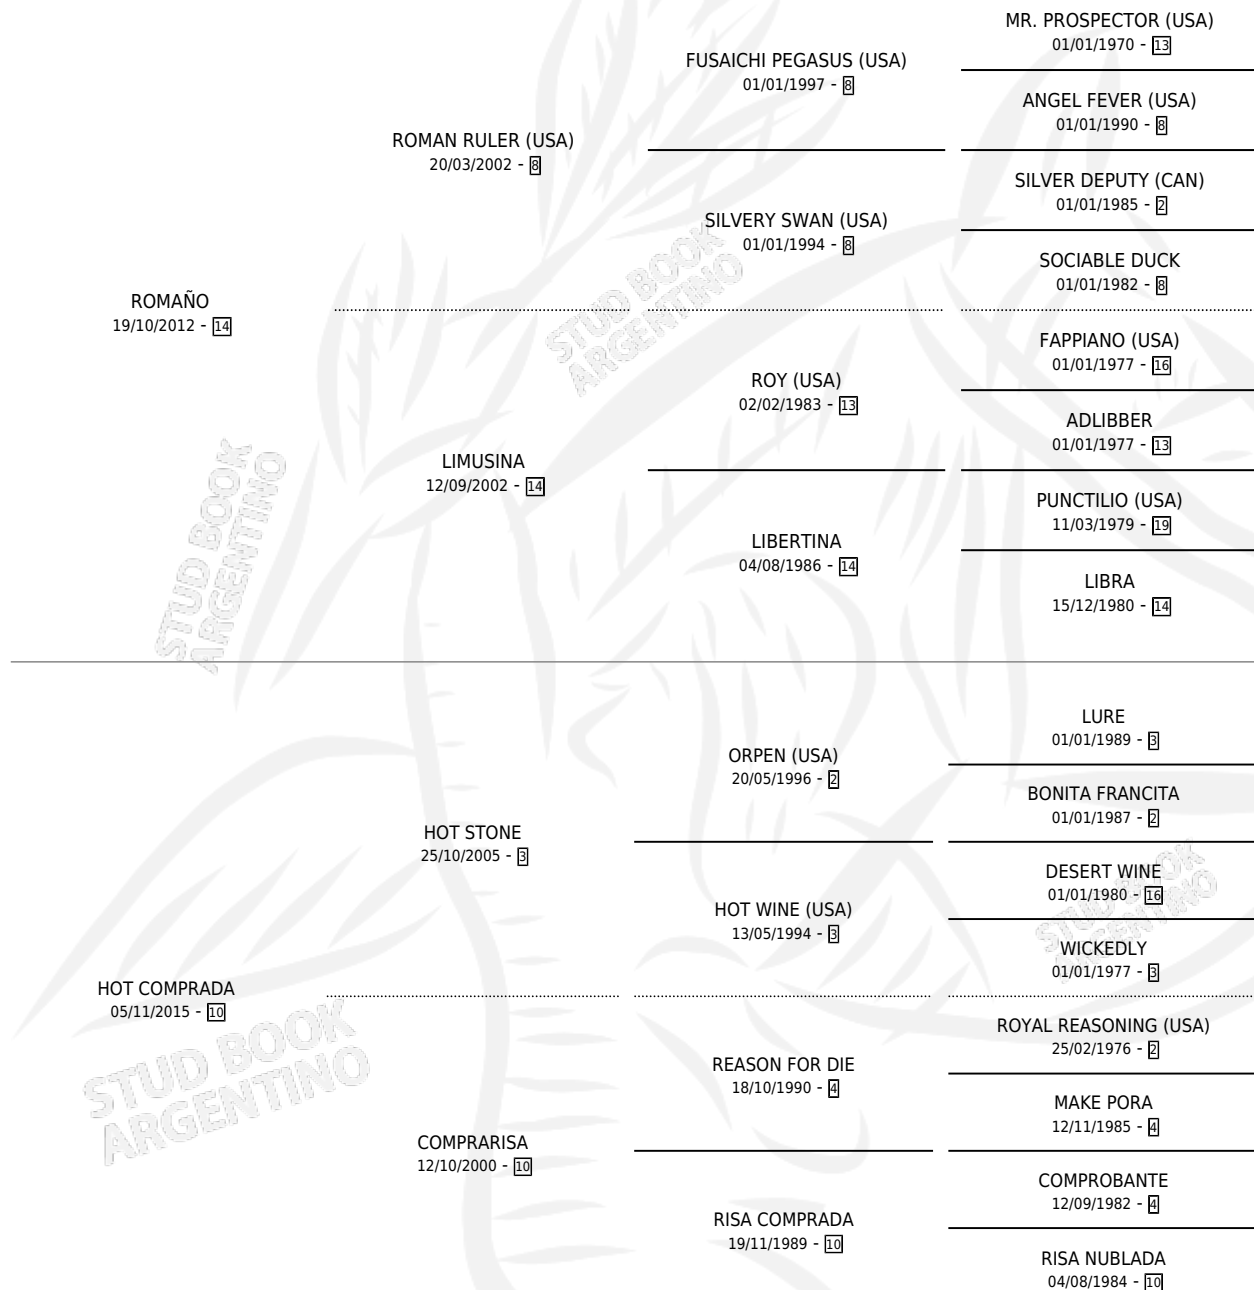 MR. PROSPECTOR (USA)
01/01/1970 - 13
FUSAICHI PEGASUS (USA)
01/01/1997 - 8
ANGEL FEVER (USA)
01/01/1990 - 8
ROMAN RULER (USA)
20/03/2002 - 8
SILVER DEPUTY (CAN)
01/01/1985 - 2
SILVERY SWAN (USA)
01/01/1994 - 8
SOCIABLE DUCK
01/01/1982 - 8
STUD BOOK
ARGENTINO
ROMAÑO
19/10/2012 - 14
FAPPIANO (USA)
01/01/1977 - 16
ROY (USA)
02/02/1983 - 13
ADLIBBER
01/01/1977 - 13
LIMUSINA
12/09/2002 - 14
PUNCTILIO (USA)
11/03/1979 - 19
LIBERTINA
04/08/1986 - 14
LIBRA
15/12/1980 - 14
STUD BOOK
ARGENTINO
LURE
01/01/1989 - 3
ORPEN (USA)
20/05/1996 - 2
BONITA FRANCITA
01/01/1987 - 2
HOT STONE
25/10/2005 - 3
DESERT WINE
01/01/1980 - 16
HOT WINE (USA)
13/05/1994 - 3
WICKEDLY
01/01/1977 - 3
STUD BOOK
ARGENTINO
HOT COMPRADA
05/11/2015 - 10
ROYAL REASONING (USA)
25/02/1976 - 2
REASON FOR DIE
18/10/1990 - 4
MAKE PORA
12/11/1985 - 4
COMPRARISA
12/10/2000 - 10
COMPROBANTE
12/09/1982 - 4
RISA COMPRADA
19/11/1989 - 10
RISA NUBLADA
04/08/1984 - 10
STUD BOOK
ARGENTINO